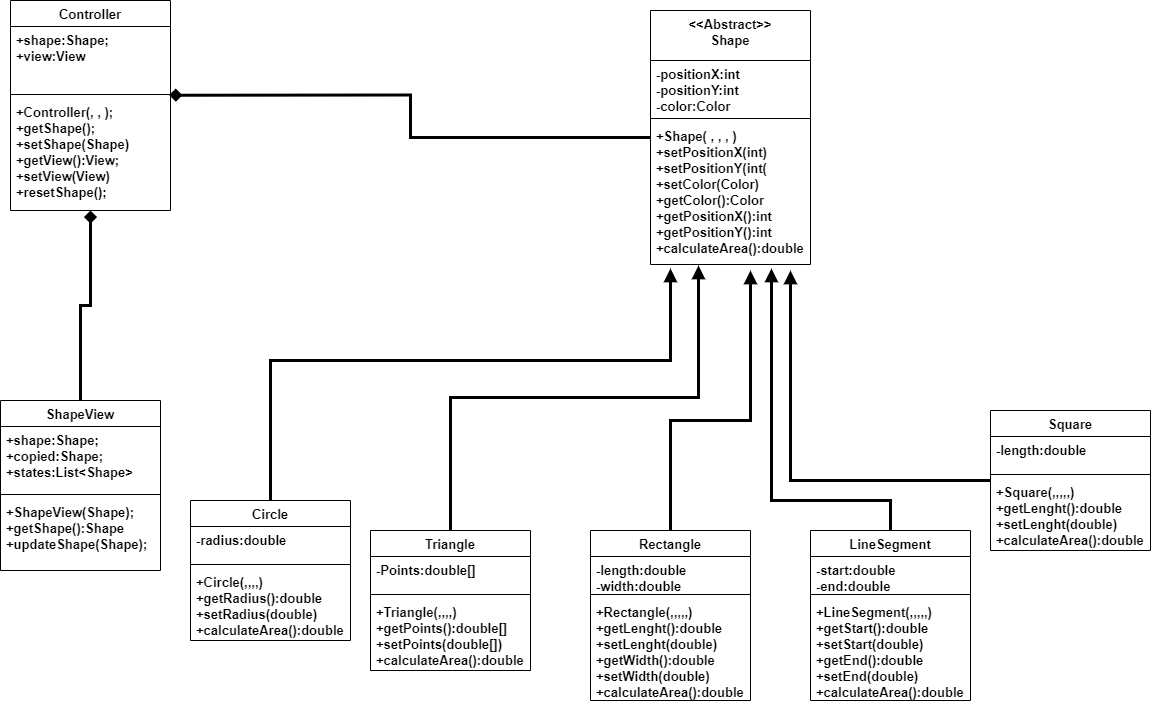 Controller
+shape:Shape;
+view:View
+Controller(, , );
+getShape();
+setShape(Shape)
+getView():View;
+setView(View)
+resetShape();
<<Abstract>>
Shape
-positionX:int
-positionY:int
-color:Color
+Shape( , , , )
+setPositionX(int)
+setPositionY(int(
+setColor(Color)
+getColor():Color
+getPositionX():int
+getPositionY():int
+calculateArea():double
ShapeView
+shape:Shape;
+copied:Shape;
+states:List<Shape>
+ShapeView(Shape);
+getShape():Shape
+updateShape(Shape);
Circle
-radius:double
+Circle(,,,,)
+getRadius():double
+setRadius(double)
+calculateArea():double
Triangle
-Points:double[]
+Triangle(,,,,)
+getPoints():double[]
+setPoints(double[])
+calculateArea():double
Rectangle
-length:double
-width:double
+Rectangle(,,,,,)
+getLenght():double
+setLenght(double)
+getWidth():double
+setWidth(double)
+calculateArea():double
LineSegment
-start:double
-end:double
+LineSegment(,,,,,)
+getStart():double
+setStart(double)
+getEnd():double
+setEnd(double)
+calculateArea():double
Square
-length:double
+Square(,,,,,)
+getLenght():double
+setLenght(double)
+calculateArea():double